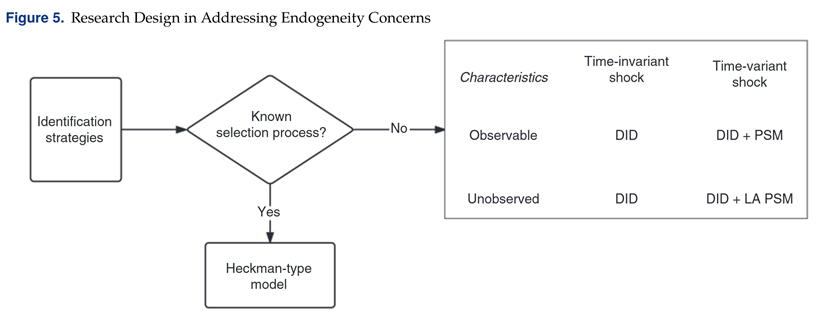 Figure 5. Research Design in Addressing Endogeneity Concerns
Identification
strategies
Known
selection process?
No
Yes
Heckman-type
model
Characteristics
Time-invariant
shock
Time-variant
shock
Observable
DID
DID + PSM
Unobserved
DID
DID + LA PSM